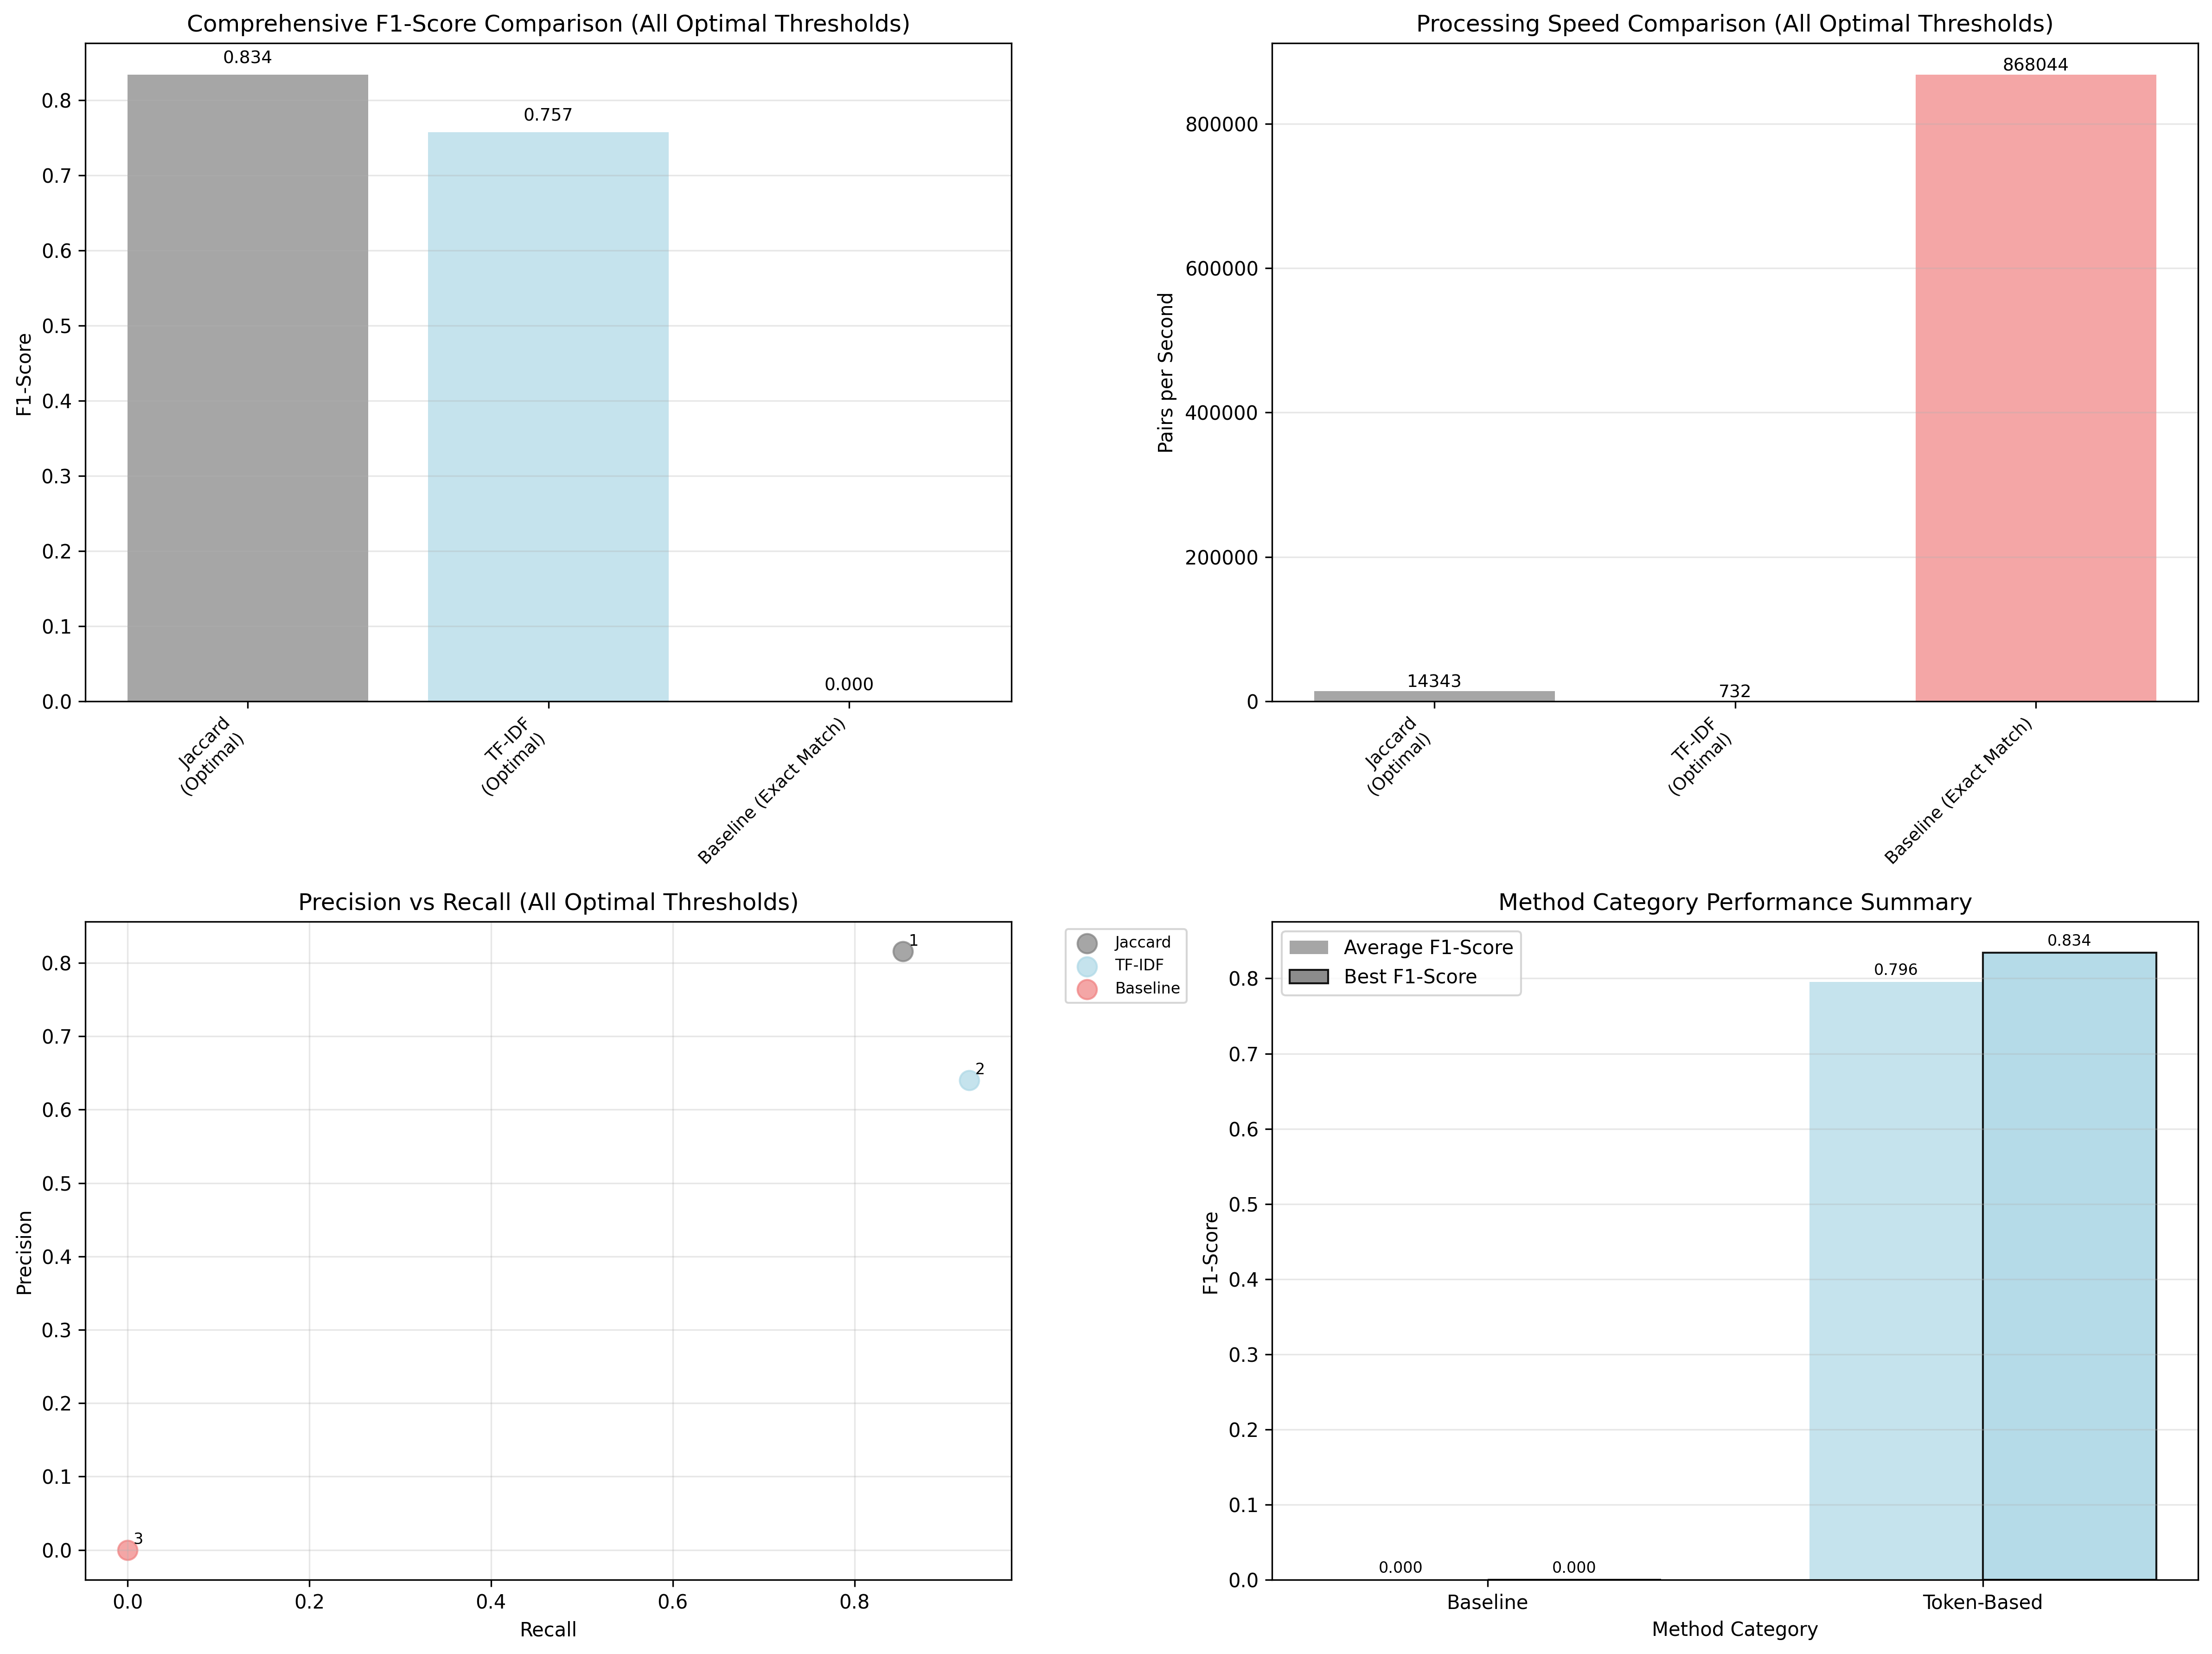 Comprehensive F1-Score Comparison (All Optimal Thresholds)
F1-Score
0.8
0.7
0.6
0.5
0.4
0.3
0.2
0.1
0.0
0.834
0.757
0.000
Jaccard
(Optimal)
TF-IDF
(Optimal)
Baseline (Exact Match)
Processing Speed Comparison (All Optimal Thresholds)
Pairs per Second
800000
600000
400000
200000
0
14343
732
868044
Jaccard
(Optimal)
TF-IDF
(Optimal)
Baseline (Exact Match)
Precision vs Recall (All Optimal Thresholds)
Precision
0.8
0.7
0.6
0.5
0.4
0.3
0.2
0.1
0.0
1
2
3
0.0
0.2
0.4
0.6
0.8
Recall
Jaccard
TF-IDF
Baseline
Method Category Performance Summary
Average F1-Score
Best F1-Score
F1-Score
0.8
0.7
0.6
0.5
0.4
0.3
0.2
0.1
0.0
0.000
0.000
0.796
0.834
Baseline
Token-Based
Method Category